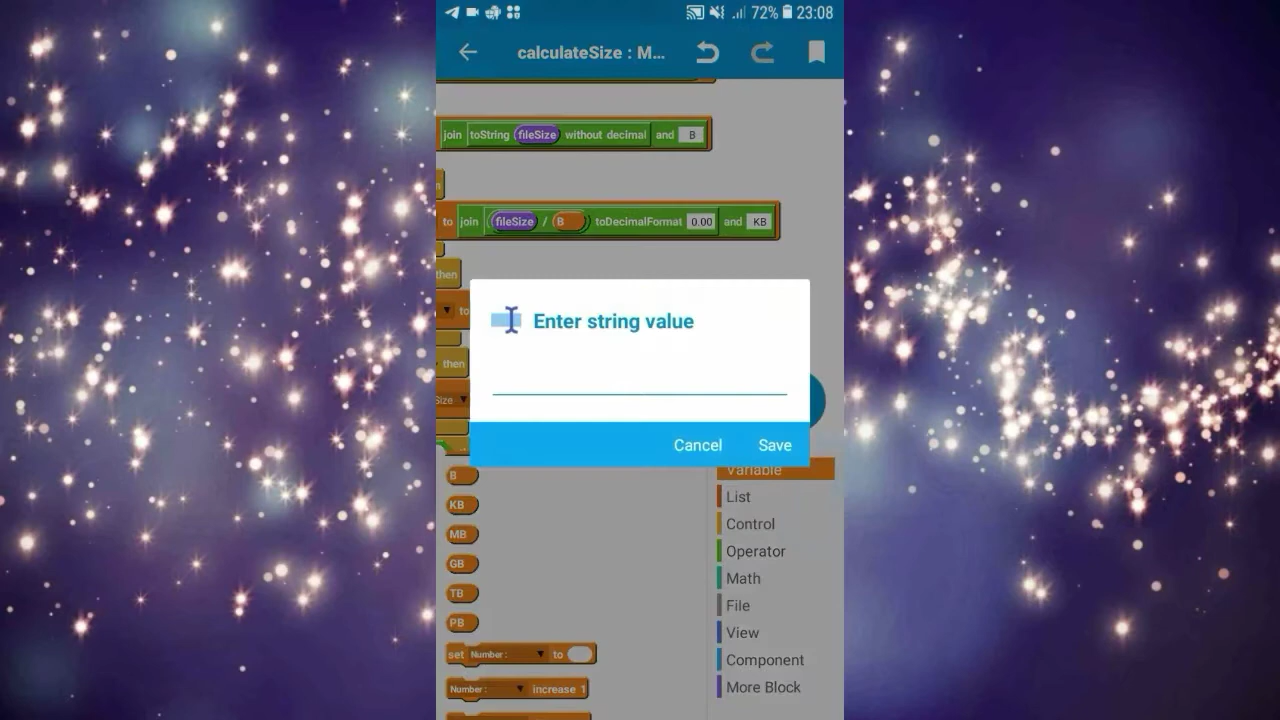 72% 23:08
calculateSize : M...
join toString fileSize without decimal and B
to join fileSize / B toDecimalFormat 0.00 and KB
then
to
then
Size
Enter string value
Cancel Save
Variable
List
Control
Operator
Math
File
View
Component
More Block
B
KB
MB
GB
TB
PB
set Number: to
Number: increase 1